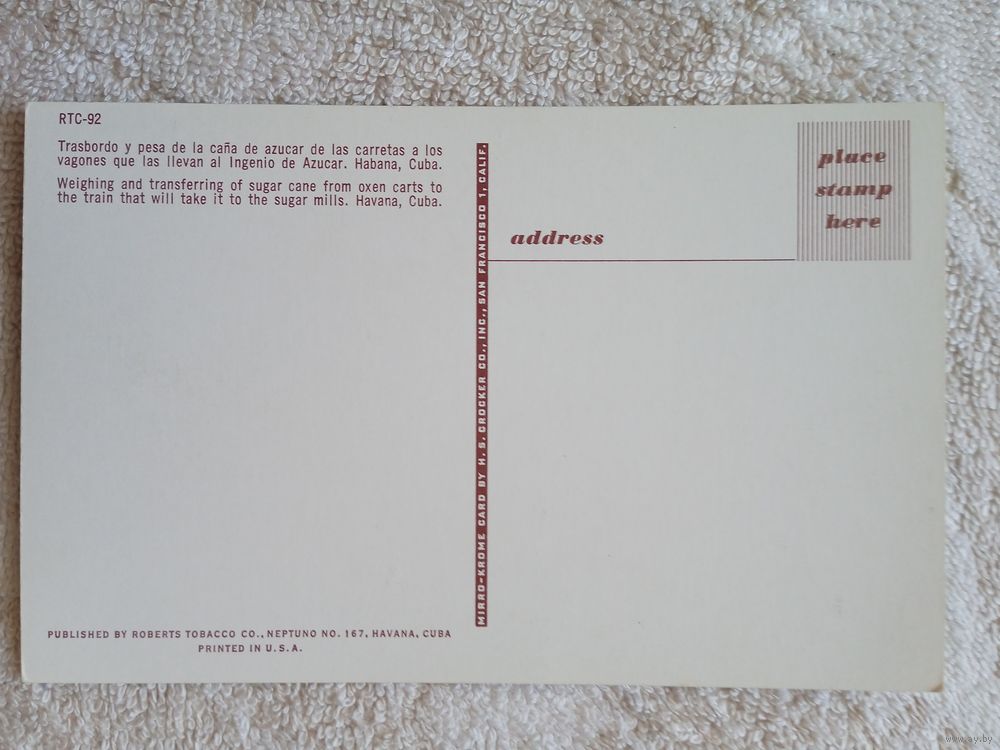 RTC-92
Trasbordo y pesa de la caña de azucar de las carretas a los
vagones que las llevan al Ingenio de Azucar. Habana, Cuba.
Weighing and transferring of sugar cane from oxen carts to
the train that will take it to the sugar mills. Havana, Cuba.
PUBLISHED BY ROBERTS TOBACCO CO., NEPTUNO NO. 167, HAVANA, CUBA
PRINTED IN U.S.A.
MIRRO-KROME CARD BY H. S. CROCKER CO., INC., SAN FRANCISCO 1, CALIF.
address
place
stamp
here
www.ay.by